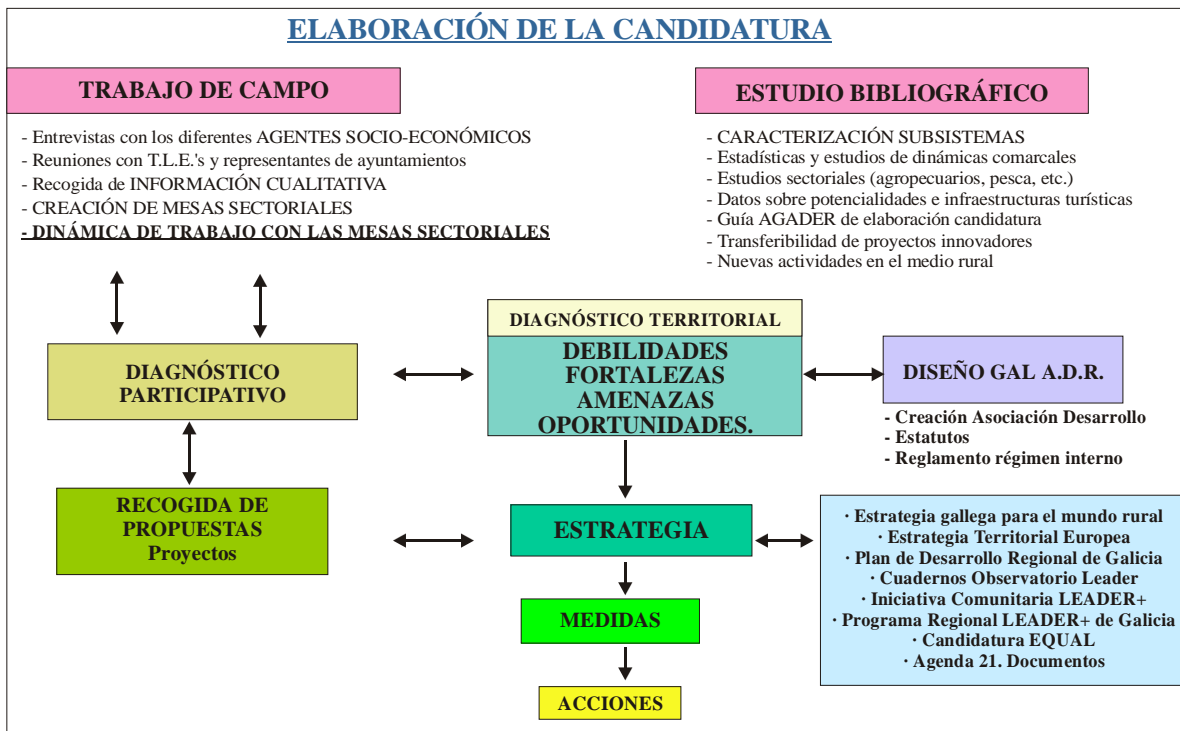 ELABORACIÓN DE LA CANDIDATURA
TRABAJO DE CAMPO
- Entrevistas con los diferentes AGENTES SOCIO-ECONÓMICOS
- Reuniones con T.L.E.'s y representantes de ayuntamientos
- Recogida de INFORMACIÓN CUALITATIVA
- CREACIÓN DE MESAS SECTORIALES
- DINÁMICA DE TRABAJO CON LAS MESAS SECTORIALES
ESTUDIO BIBLIOGRÁFICO
- CARACTERIZACIÓN SUBSISTEMAS
- Estadísticas y estudios de dinámicas comarcales
- Estudios sectoriales (agropecuarios, pesca, etc.)
- Datos sobre potencialidades e infraestructuras turísticas
- Guía AGADER de elaboración candidatura
- Transferibilidad de proyectos innovadores
- Nuevas actividades en el medio rural
DIAGNÓSTICO
PARTICIPATIVO
DIAGNÓSTICO TERRITORIAL
DEBILIDADES
FORTALEZAS
AMENAZAS
OPORTUNIDADES.
DISEÑO GAL A.D.R.
- Creación Asociación Desarrollo
- Estatutos
- Reglamento régimen interno
RECOGIDA DE
PROPUESTAS
Proyectos
ESTRATEGIA
· Estrategia gallega para el mundo rural
· Estrategia Territorial Europea
· Plan de Desarrollo Regional de Galicia
· Cuadernos Observatorio Leader
· Iniciativa Comunitaria LEADER+
· Programa Regional LEADER+ de Galicia
· Candidatura EQUAL
· Agenda 21. Documentos
MEDIDAS
ACCIONES